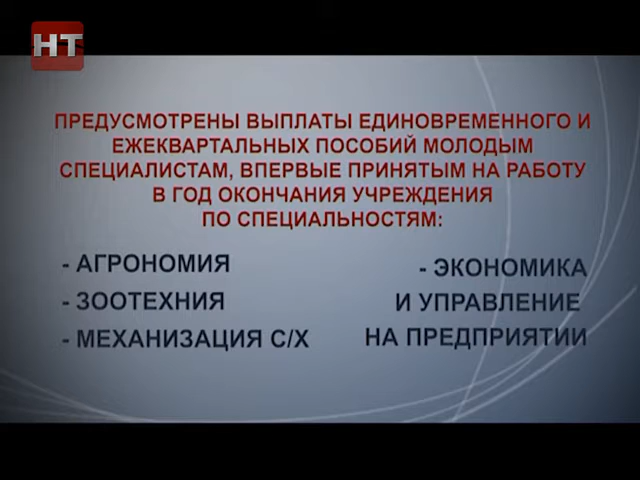 НТ
ПРЕДУСМОТРЕНЫ ВЫПЛАТЫ ЕДИНОВРЕМЕННОГО И
ЕЖЕКВАРТАЛЬНЫХ ПОСОБИЙ МОЛОДЫМ
СПЕЦИАЛИСТАМ, ВПЕРВЫЕ ПРИНЯТЫМ НА РАБОТУ
В ГОД ОКОНЧАНИЯ УЧРЕЖДЕНИЯ
ПО СПЕЦИАЛЬНОСТЯМ:
- АГРОНОМИЯ
- ЗООТЕХНИЯ
- МЕХАНИЗАЦИЯ С/Х
- ЭКОНОМИКА
И УПРАВЛЕНИЕ
НА ПРЕДПРИЯТИИ